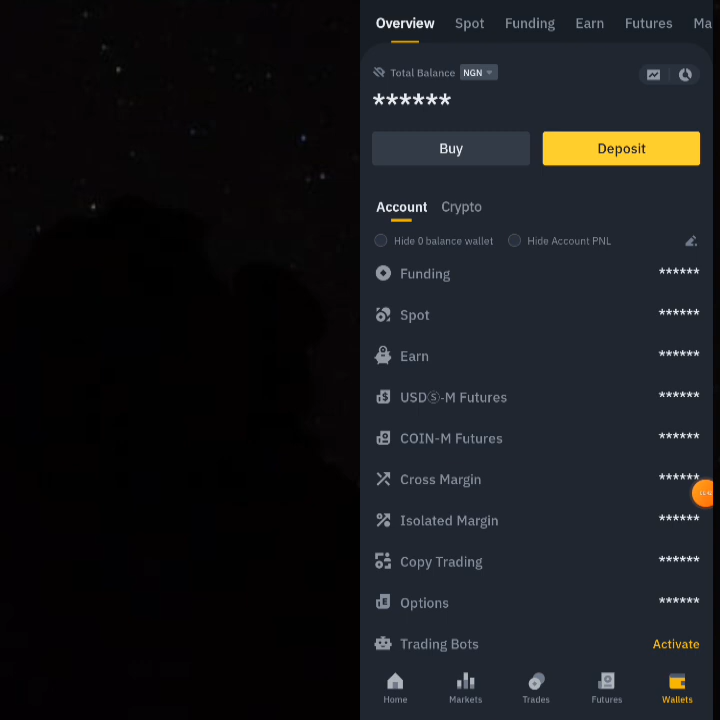 Overview Spot Funding Earn Futures Ma
Total Balance NGN
******
Buy Deposit
Account Crypto
Hide 0 balance wallet Hide Account PNL
Funding ******
Spot ******
Earn ******
USDⓈ-M Futures ******
COIN-M Futures ******
Cross Margin ******
Isolated Margin ******
Copy Trading ******
Options ******
Trading Bots Activate
Home Markets Trades Futures Wallets